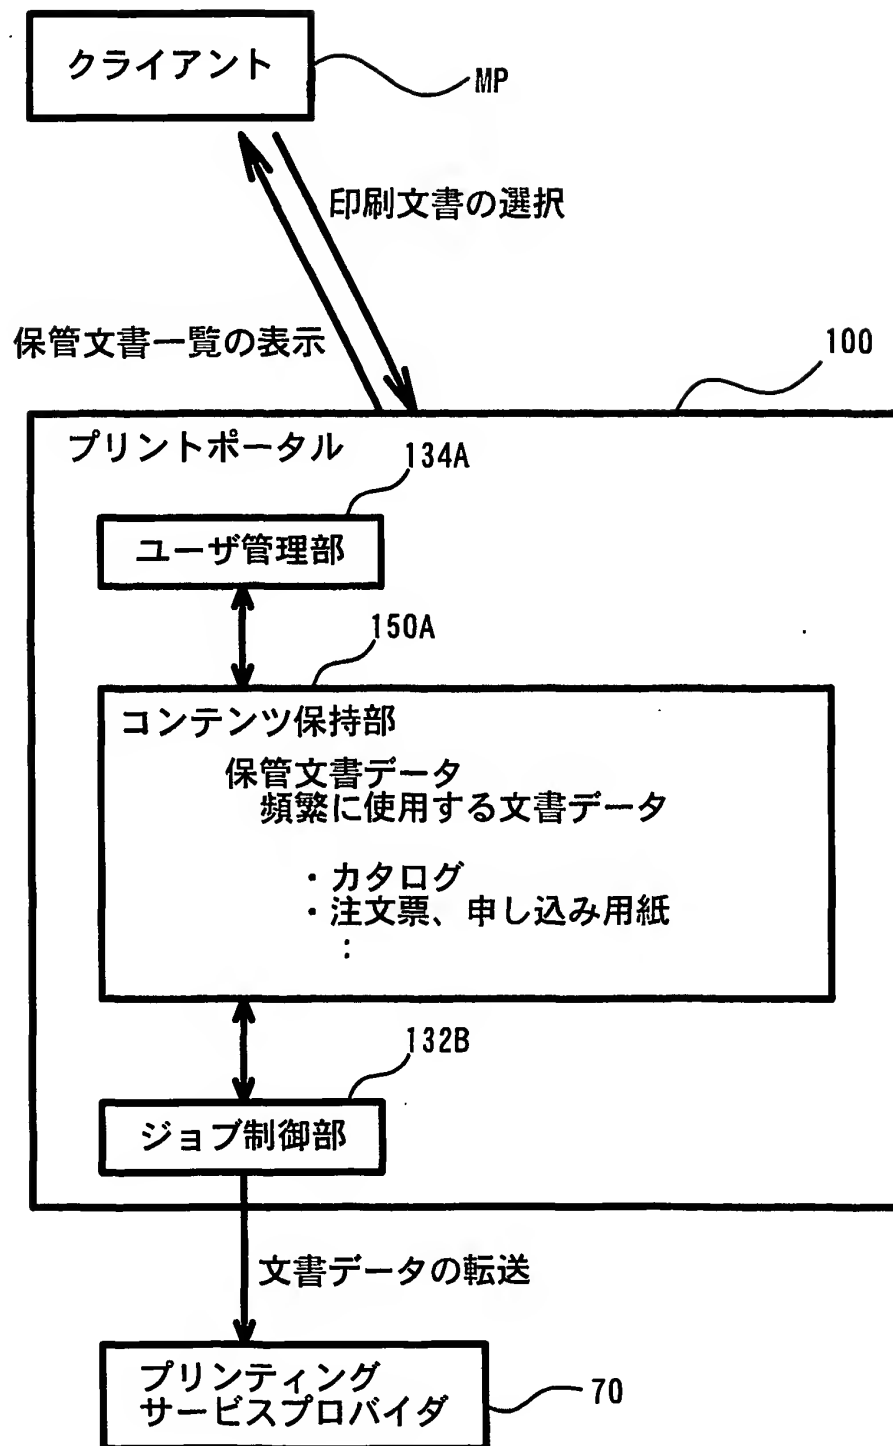 クライアント
MP
印刷文書の選択
保管文書一覧の表示
100
プリントポータル
134A
ユーザ管理部
150A
コンテンツ保持部
保管文書データ
頻繁に使用する文書データ
・カタログ
・注文票、申し込み用紙
:
132B
ジョブ制御部
文書データの転送
プリンティング
サービスプロバイダ
70